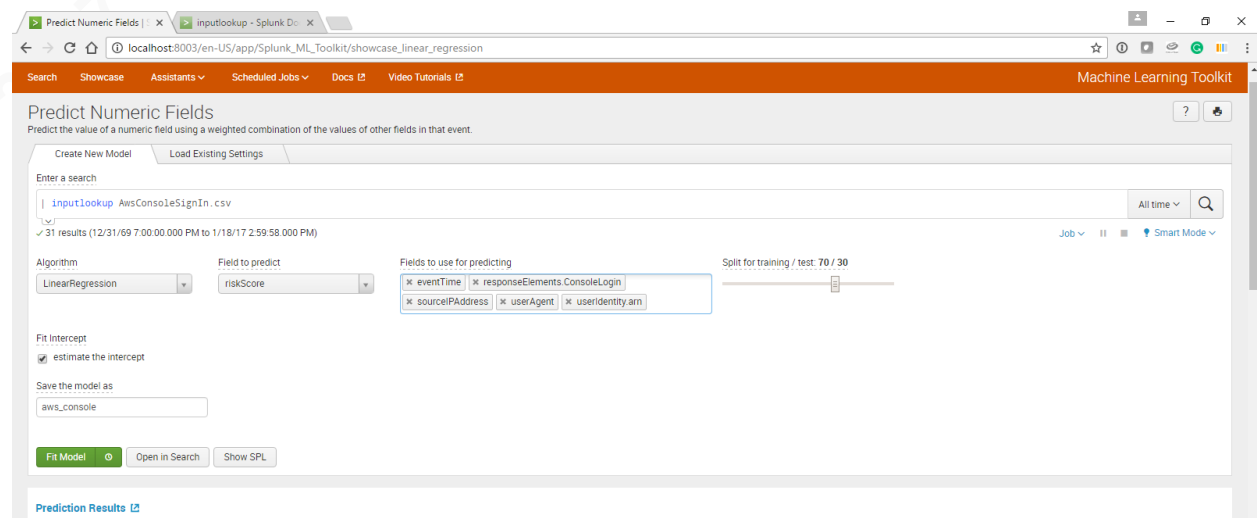 Predict Numeric Fields | S
inputlookup - Splunk Do
localhost:8003/en-US/app/Splunk_ML_Toolkit/showcase_linear_regression
Search Showcase Assistants Scheduled Jobs Docs Video Tutorials Machine Learning Toolkit
Predict Numeric Fields ?
Predict the value of a numeric field using a weighted combination of the values of other fields in that event.
Create New Model Load Existing Settings
Enter a search
| inputlookup AwsConsoleSignIn.csv All time
✓ 31 results (12/31/69 7:00:00.000 PM to 1/18/17 2:59:58.000 PM) Job Smart Mode
Algorithm Field to predict Fields to use for predicting Split for training / test: 70 / 30
LinearRegression riskScore × eventTime × responseElements.ConsoleLogin
× sourceIPAddress × userAgent × userIdentity.arn
Fit Intercept
estimate the intercept
Save the model as
aws_console
Fit Model Open in Search Show SPL
Prediction Results